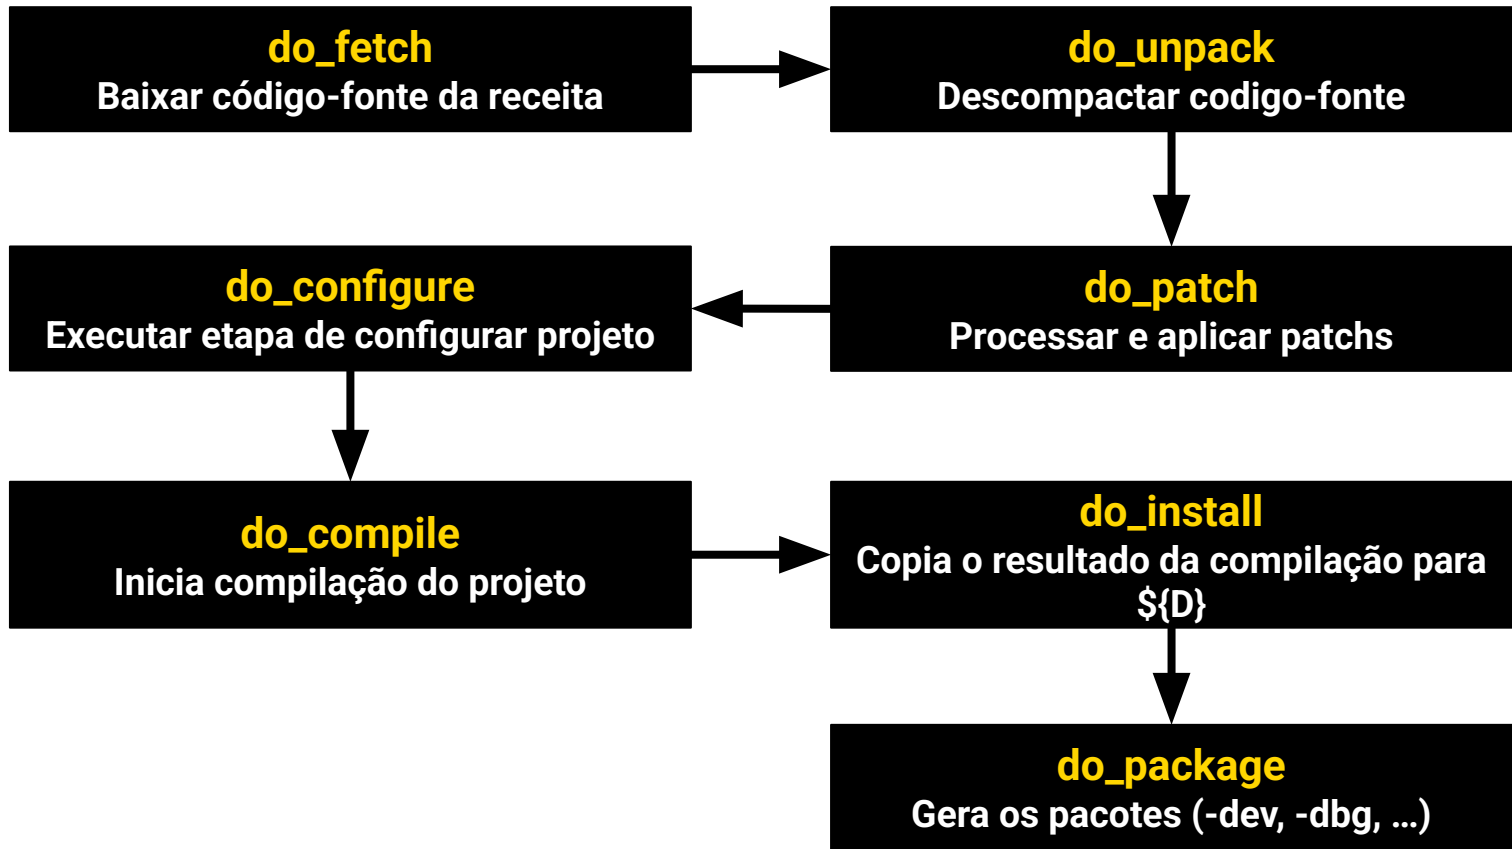 do_fetch
Baixar código-fonte da receita
do_unpack
Descompactar codigo-fonte
do_patch
Processar e aplicar patchs
do_configure
Executar etapa de configurar projeto
do_compile
Inicia compilação do projeto
do_install
Copia o resultado da compilação para
${D}
do_package
Gera os pacotes (-dev, -dbg, ...)